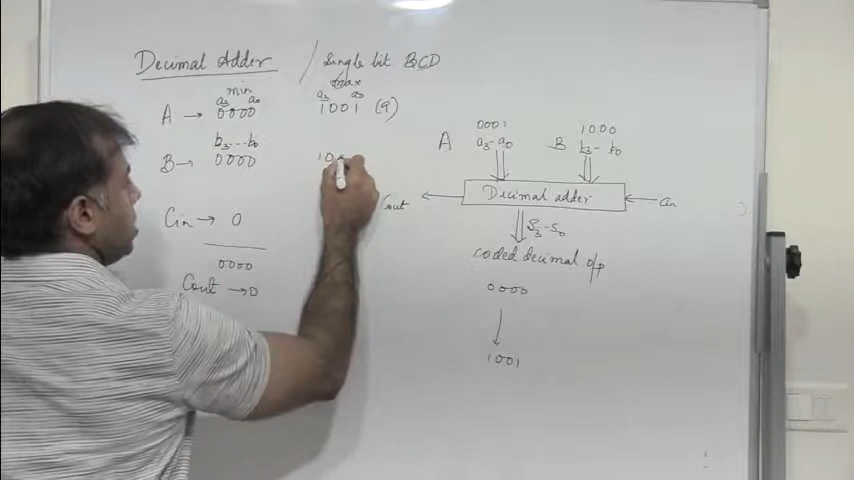 Decimal Adder / Single bit BCD
min max
a3 a0 a3 a0
A → 0000 1001 (9)
b3---b0
B → 0000 100
Cin → 0
0000
Cout → 0
0001 1000
A a3-a0 B b3- b0
Cout ← Decimal adder ← Cin
S3-S0
coded decimal o/p
0000
↓
1001